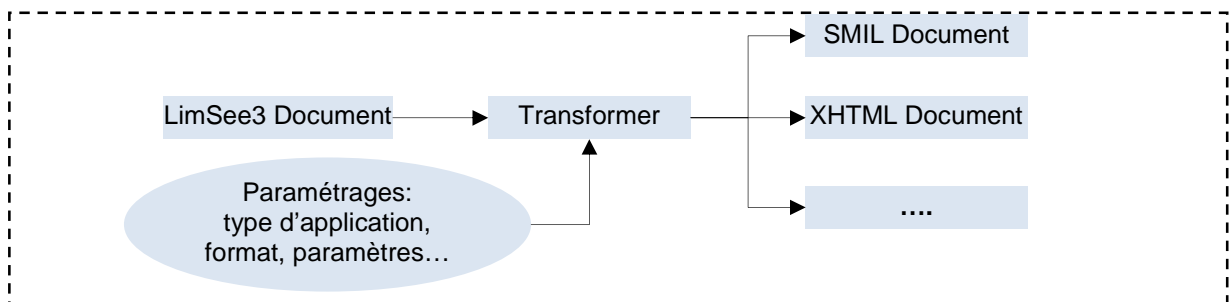 SMIL Document
LimSee3 Document
Transformer
XHTML Document
Paramétrages:
type d’application,
format, paramètres…
….